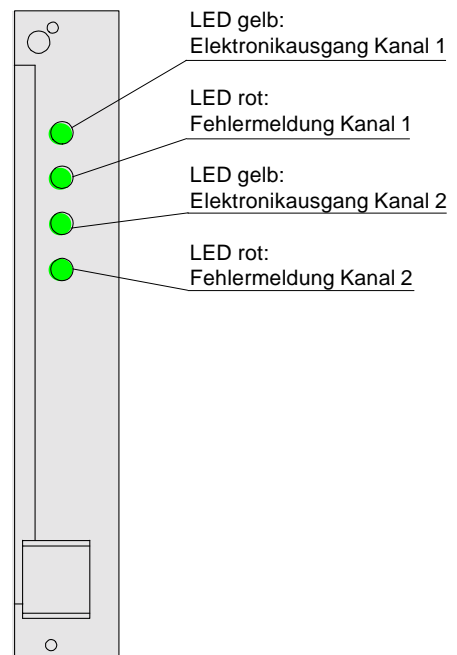 LED gelb:
Elektronikausgang Kanal 1
LED rot:
Fehlermeldung Kanal 1
LED gelb:
Elektronikausgang Kanal 2
LED rot:
Fehlermeldung Kanal 2